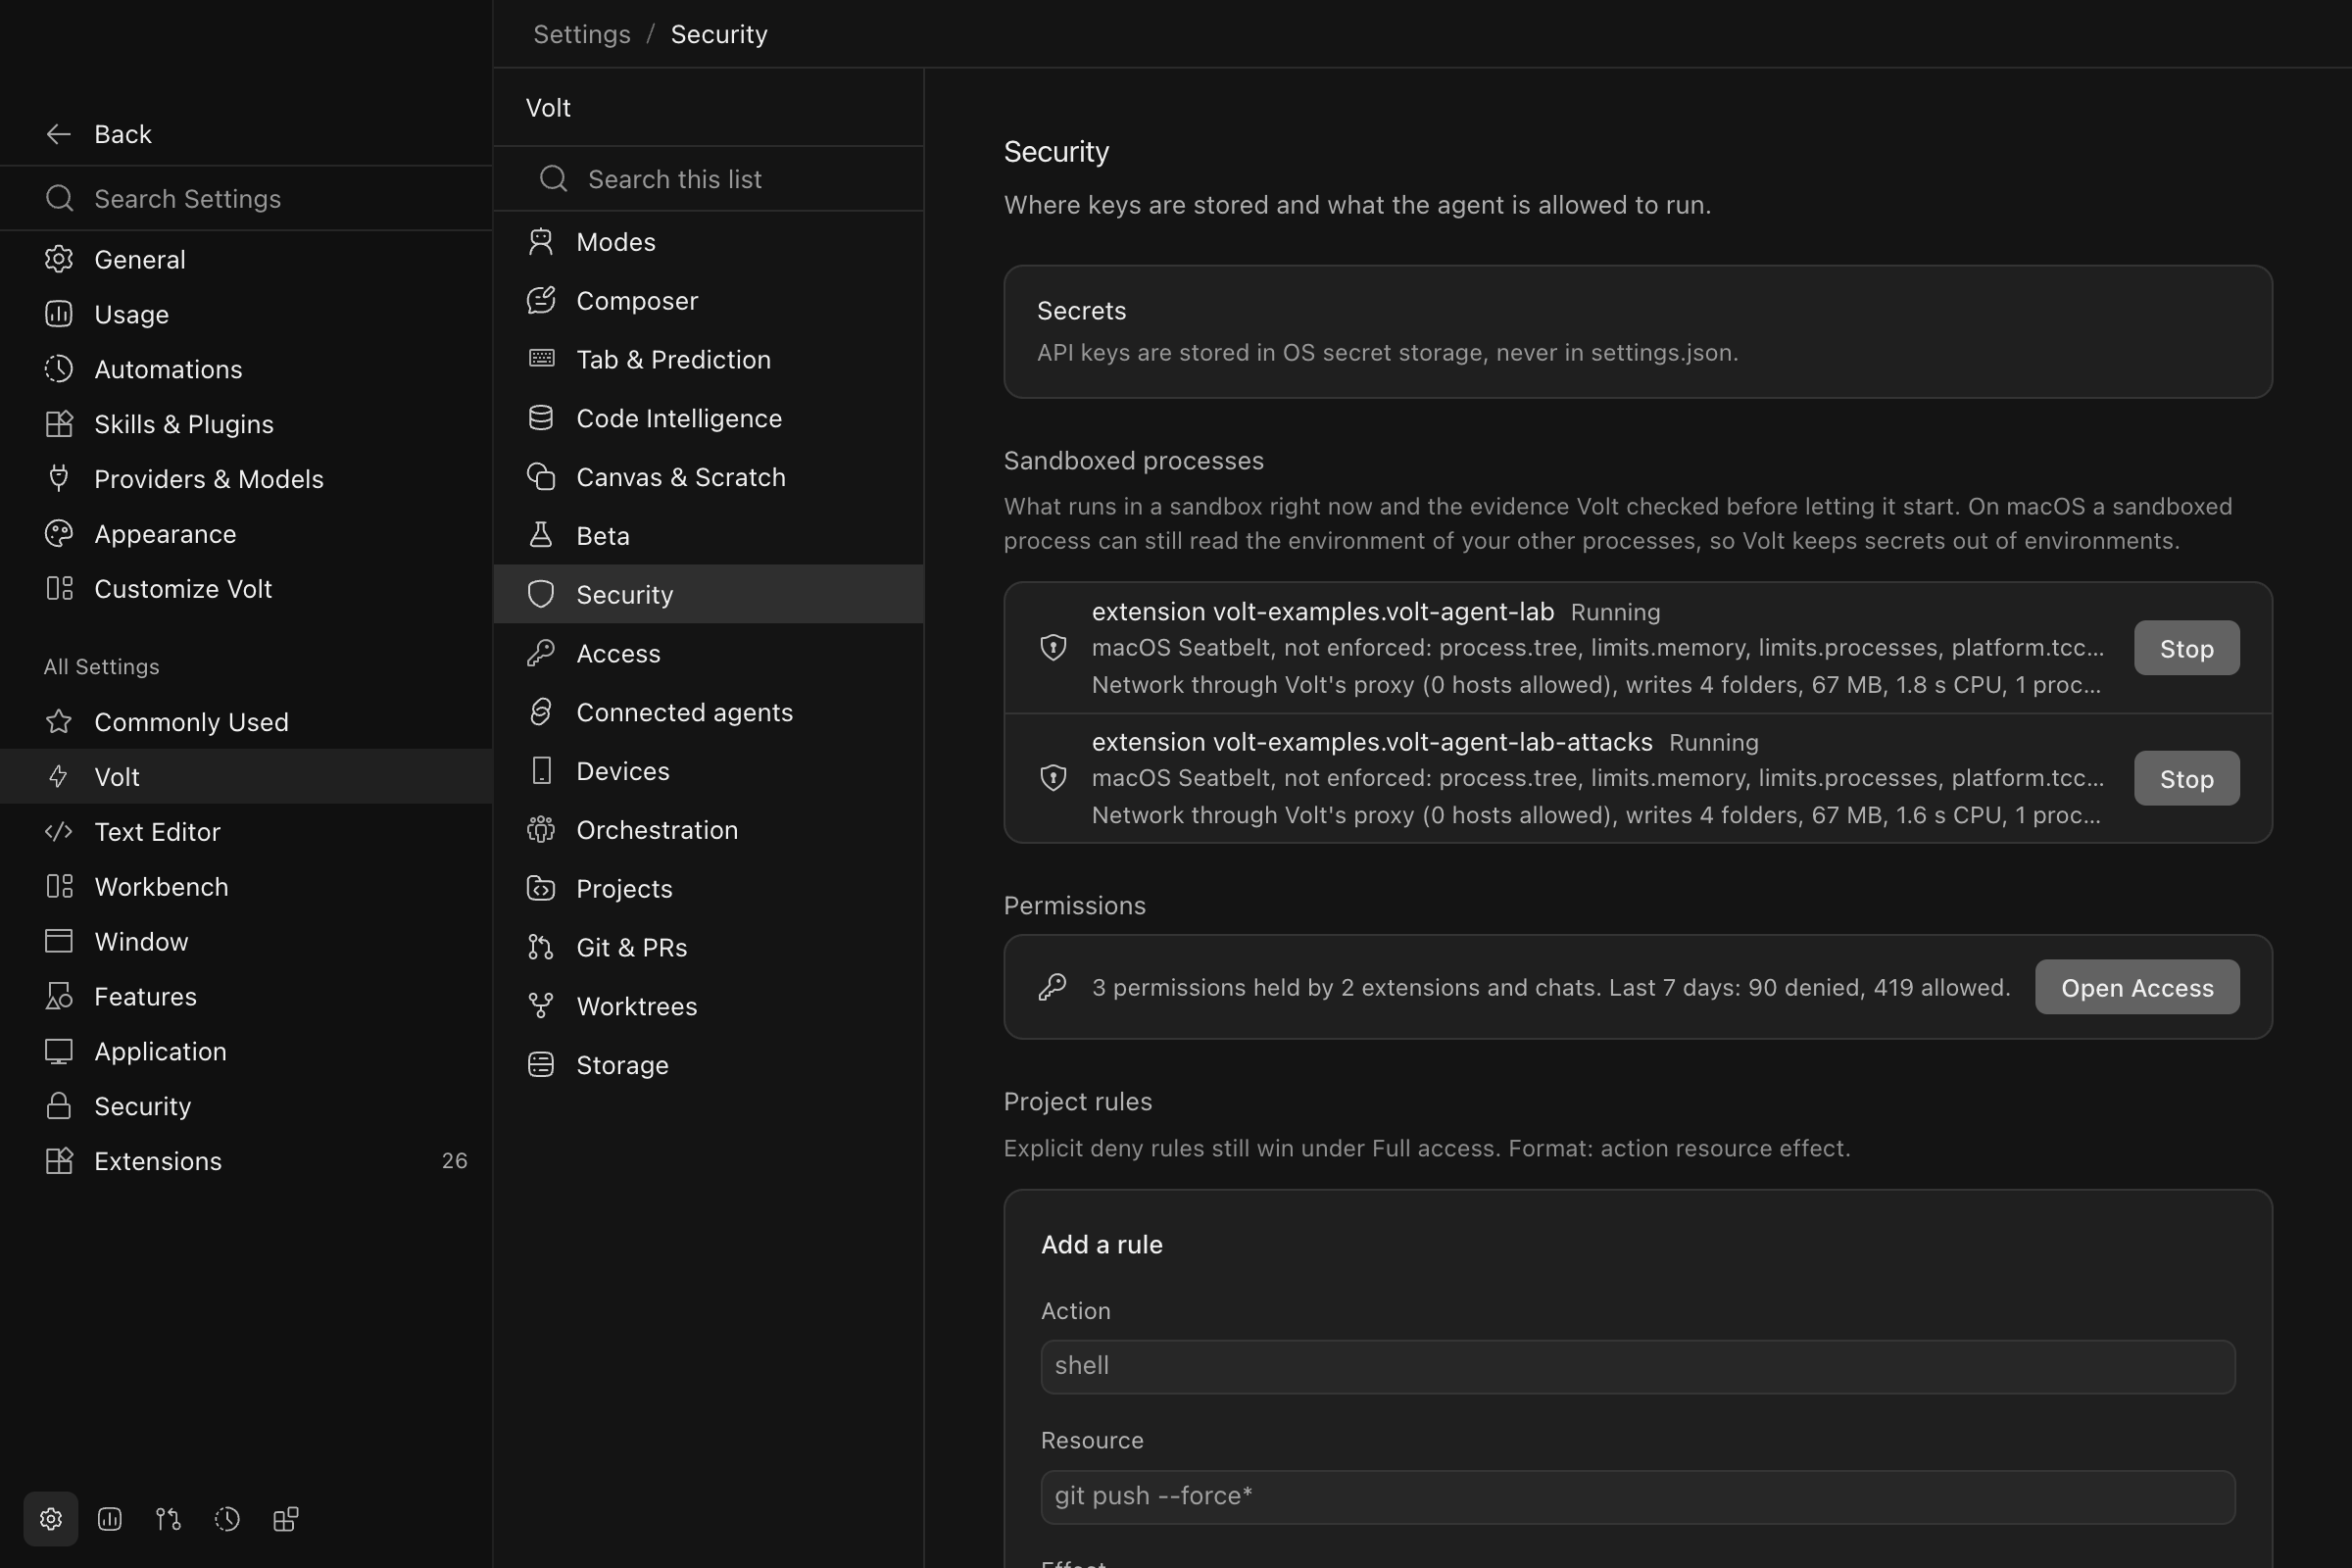 Settings / Security
Back
Search Settings
General
Usage
Automations
Skills & Plugins
Providers & Models
Appearance
Customize Volt
All Settings
Commonly Used
Volt
Text Editor
Workbench
Window
Features
Application
Security
Extensions 26
Volt
Search this list
Modes
Composer
Tab & Prediction
Code Intelligence
Canvas & Scratch
Beta
Security
Access
Connected agents
Devices
Orchestration
Projects
Git & PRs
Worktrees
Storage
Security
Where keys are stored and what the agent is allowed to run.
Secrets
API keys are stored in OS secret storage, never in settings.json.
Sandboxed processes
What runs in a sandbox right now and the evidence Volt checked before letting it start. On macOS a sandboxed
process can still read the environment of your other processes, so Volt keeps secrets out of environments.
extension volt-examples.volt-agent-lab Running
macOS Seatbelt, not enforced: process.tree, limits.memory, limits.processes, platform.tcc...
Network through Volt's proxy (0 hosts allowed), writes 4 folders, 67 MB, 1.8 s CPU, 1 proc...
Stop
extension volt-examples.volt-agent-lab-attacks Running
macOS Seatbelt, not enforced: process.tree, limits.memory, limits.processes, platform.tcc...
Network through Volt's proxy (0 hosts allowed), writes 4 folders, 67 MB, 1.6 s CPU, 1 proc...
Stop
Permissions
3 permissions held by 2 extensions and chats. Last 7 days: 90 denied, 419 allowed.
Open Access
Project rules
Explicit deny rules still win under Full access. Format: action resource effect.
Add a rule
Action
shell
Resource
git push --force*
Effect